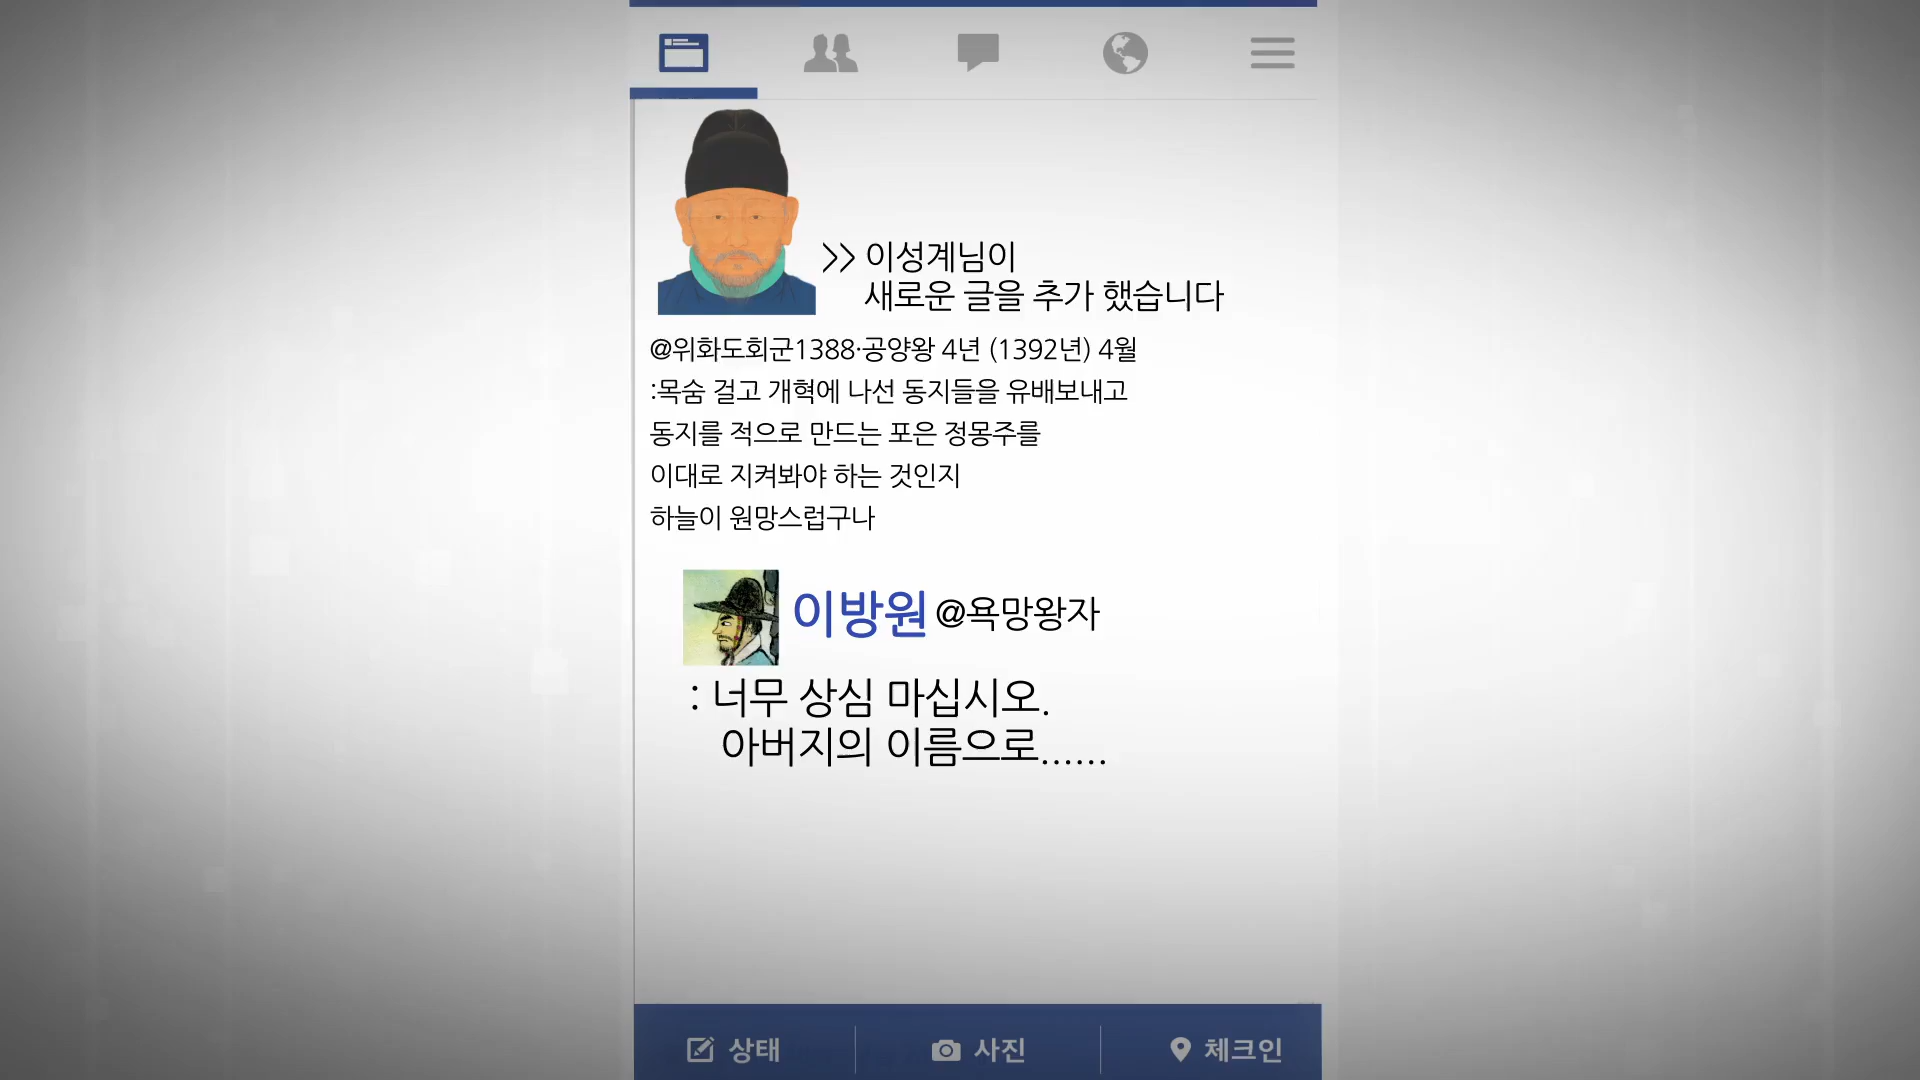 >> 이성계님이
새로운 글을 추가 했습니다
@위화도회군1388·공양왕 4년 (1392년) 4월
:목숨 걸고 개혁에 나선 동지들을 유배보내고
동지를 적으로 만드는 포은 정몽주를
이대로 지켜봐야 하는 것인지
하늘이 원망스럽구나
이방원 @욕망왕자
: 너무 상심 마십시오.
아버지의 이름으로......
상태 사진 체크인